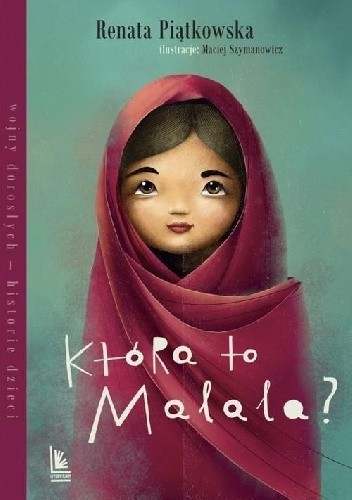 Renata Piątkowska
ilustracje: Maciej Szymanowicz
wojny dorosłych – historie dzieci
KtóRa to
Malala?